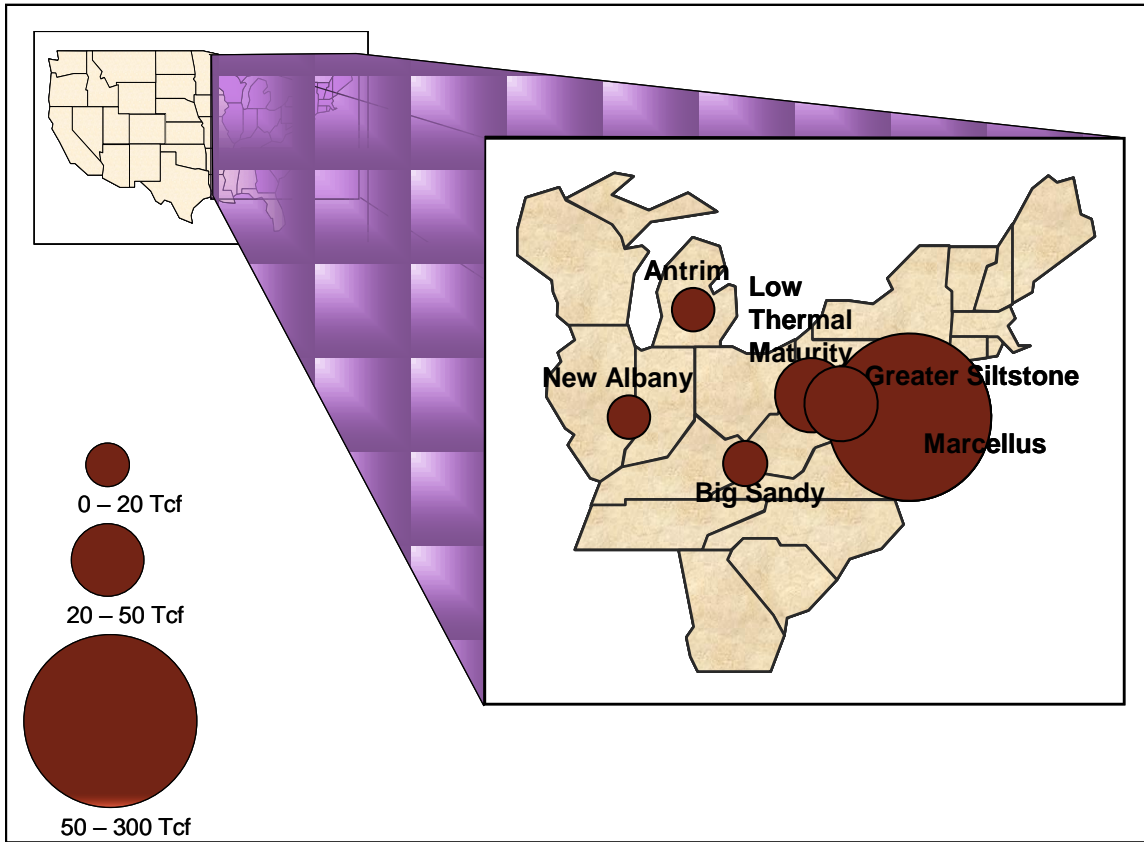 Antrim
Low
Thermal
Maturity
New Albany
Greater Siltstone
Marcellus
Big Sandy
0 – 20 Tcf
20 – 50 Tcf
50 – 300 Tcf